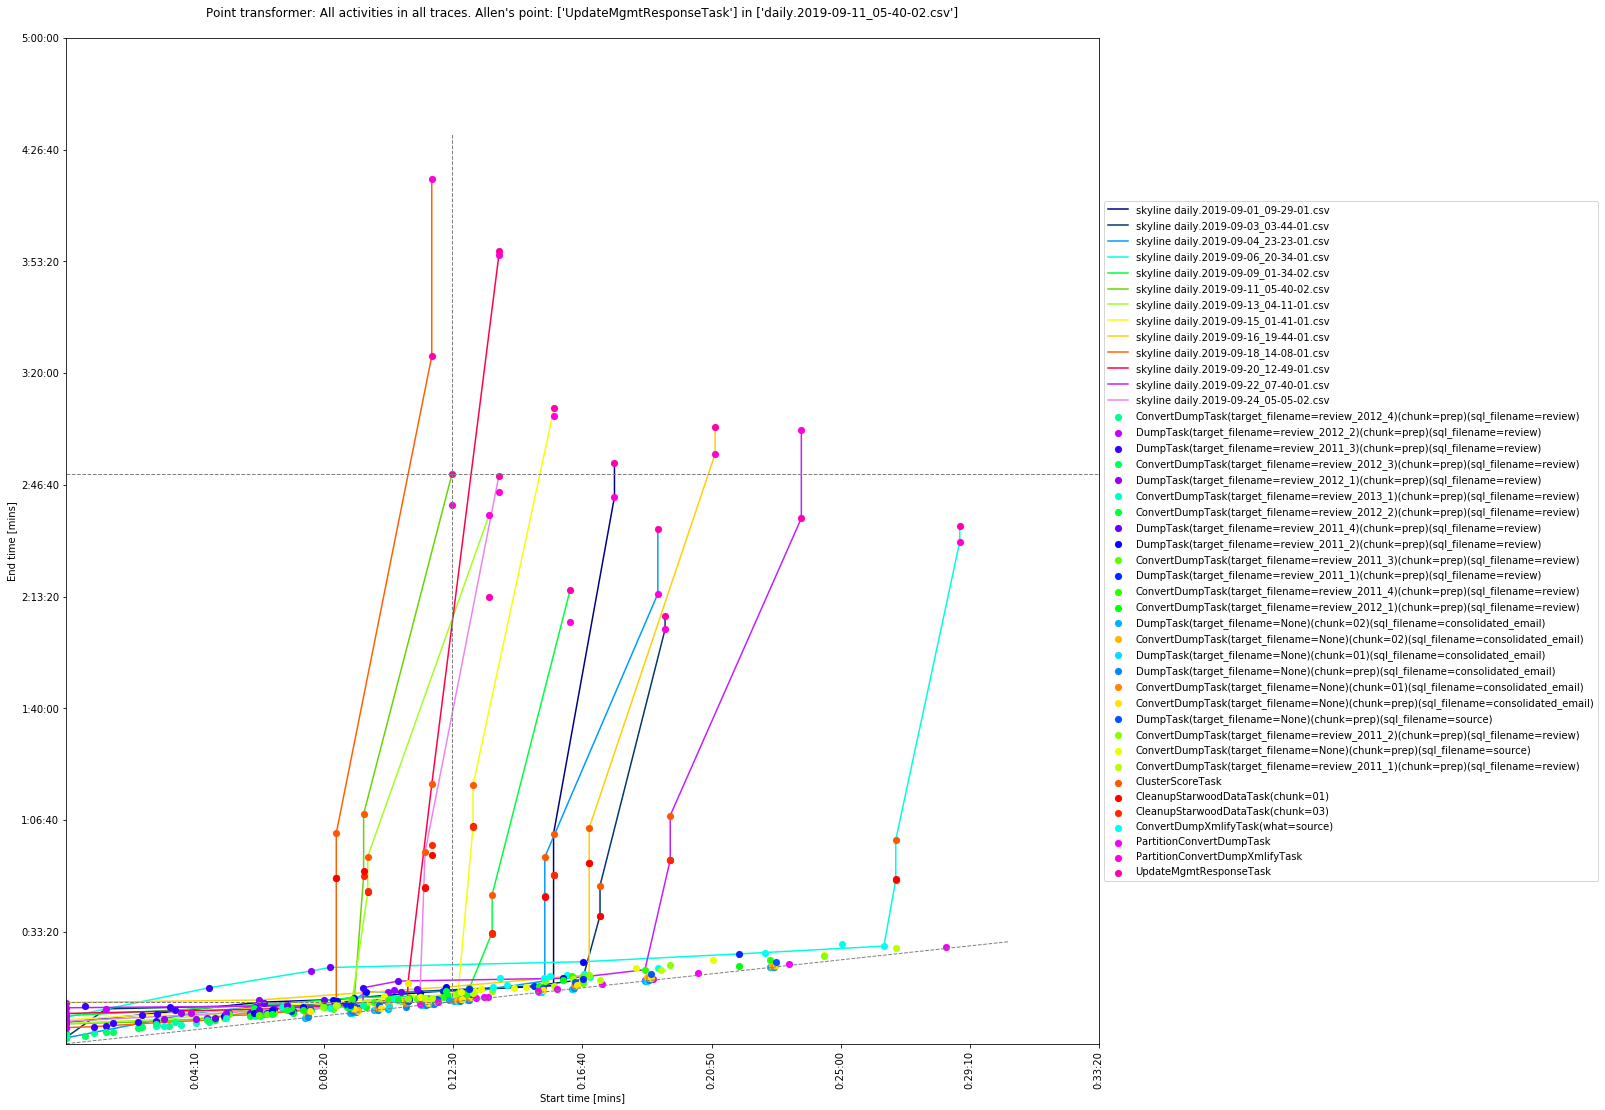 Point transformer: All activities in all traces. Allen's point: ['UpdateMgmtResponseTask'] in ['daily.2019-09-11_05-40-02.csv']
5:00:00
4:26:40
3:53:20
3:20:00
2:46:40
2:13:20
1:40:00
1:06:40
0:33:20
End time [mins]
0:04:10
0:08:20
0:12:30
0:16:40
0:20:50
0:25:00
0:29:10
0:33:20
Start time [mins]
skyline daily.2019-09-01_09-29-01.csv
skyline daily.2019-09-03_03-44-01.csv
skyline daily.2019-09-04_23-23-01.csv
skyline daily.2019-09-06_20-34-01.csv
skyline daily.2019-09-09_01-34-02.csv
skyline daily.2019-09-11_05-40-02.csv
skyline daily.2019-09-13_04-11-01.csv
skyline daily.2019-09-15_01-41-01.csv
skyline daily.2019-09-16_19-44-01.csv
skyline daily.2019-09-18_14-08-01.csv
skyline daily.2019-09-20_12-49-01.csv
skyline daily.2019-09-22_07-40-01.csv
skyline daily.2019-09-24_05-05-02.csv
ConvertDumpTask(target_filename=review_2012_4)(chunk=prep)(sql_filename=review)
DumpTask(target_filename=review_2012_2)(chunk=prep)(sql_filename=review)
DumpTask(target_filename=review_2011_3)(chunk=prep)(sql_filename=review)
ConvertDumpTask(target_filename=review_2012_3)(chunk=prep)(sql_filename=review)
DumpTask(target_filename=review_2012_1)(chunk=prep)(sql_filename=review)
ConvertDumpTask(target_filename=review_2013_1)(chunk=prep)(sql_filename=review)
ConvertDumpTask(target_filename=review_2012_2)(chunk=prep)(sql_filename=review)
DumpTask(target_filename=review_2011_4)(chunk=prep)(sql_filename=review)
DumpTask(target_filename=review_2011_2)(chunk=prep)(sql_filename=review)
ConvertDumpTask(target_filename=review_2011_3)(chunk=prep)(sql_filename=review)
DumpTask(target_filename=review_2011_1)(chunk=prep)(sql_filename=review)
ConvertDumpTask(target_filename=review_2011_4)(chunk=prep)(sql_filename=review)
ConvertDumpTask(target_filename=review_2012_1)(chunk=prep)(sql_filename=review)
DumpTask(target_filename=None)(chunk=02)(sql_filename=consolidated_email)
ConvertDumpTask(target_filename=None)(chunk=02)(sql_filename=consolidated_email)
DumpTask(target_filename=None)(chunk=01)(sql_filename=consolidated_email)
DumpTask(target_filename=None)(chunk=prep)(sql_filename=consolidated_email)
ConvertDumpTask(target_filename=None)(chunk=01)(sql_filename=consolidated_email)
ConvertDumpTask(target_filename=None)(chunk=prep)(sql_filename=consolidated_email)
DumpTask(target_filename=None)(chunk=prep)(sql_filename=source)
ConvertDumpTask(target_filename=review_2011_2)(chunk=prep)(sql_filename=review)
ConvertDumpTask(target_filename=None)(chunk=prep)(sql_filename=source)
ConvertDumpTask(target_filename=review_2011_1)(chunk=prep)(sql_filename=review)
ClusterScoreTask
CleanupStarwoodDataTask(chunk=01)
CleanupStarwoodDataTask(chunk=03)
ConvertDumpXmlifyTask(what=source)
PartitionConvertDumpTask
PartitionConvertDumpXmlifyTask
UpdateMgmtResponseTask